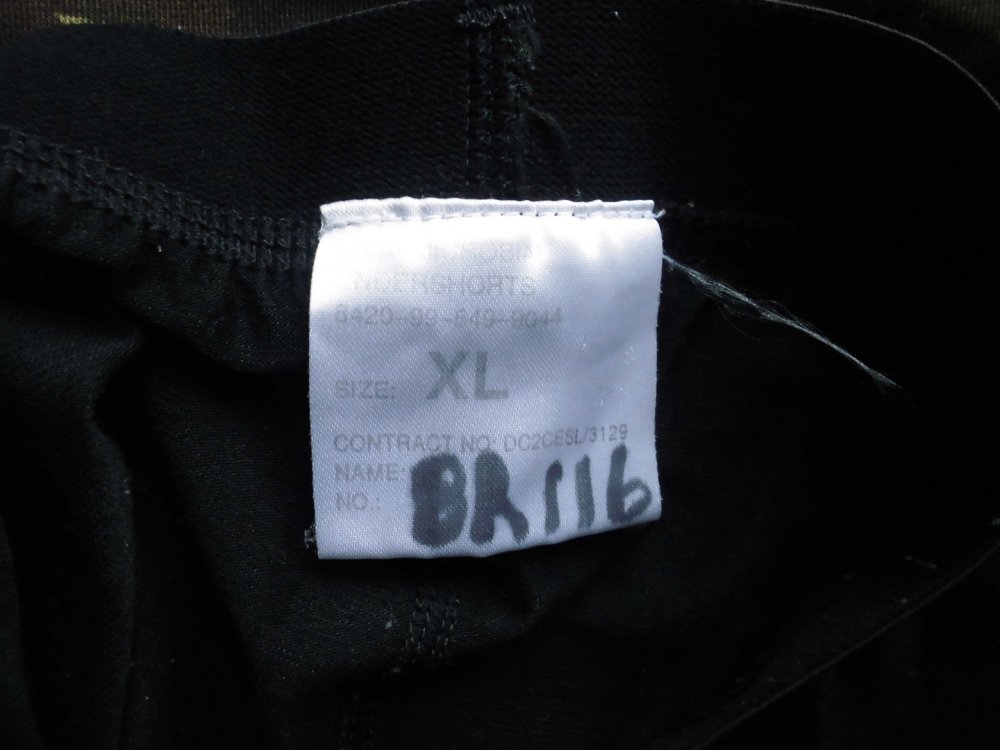 UNDERSHORTS
8420-99-849-9044
SIZE: XL
CONTRACT NO: DC2CESL/3129
NAME:
NO.:
BR116